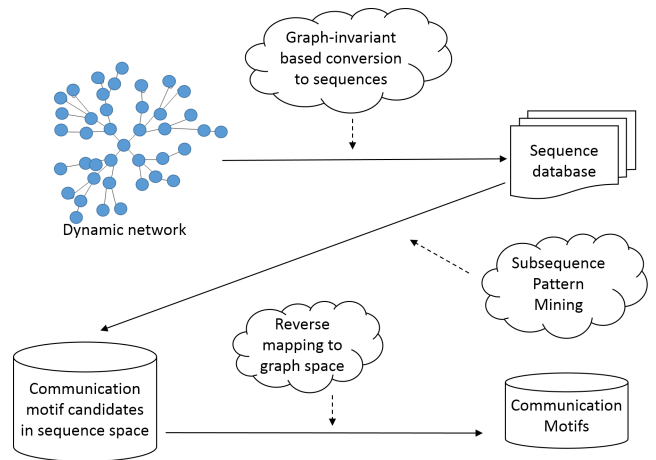 Graph-invariant
based conversion
to sequences
Sequence
database
Dynamic network
Subsequence
Pattern
Mining
Reverse
mapping to
graph space
Communication
motif candidates
in sequence space
Communication
Motifs